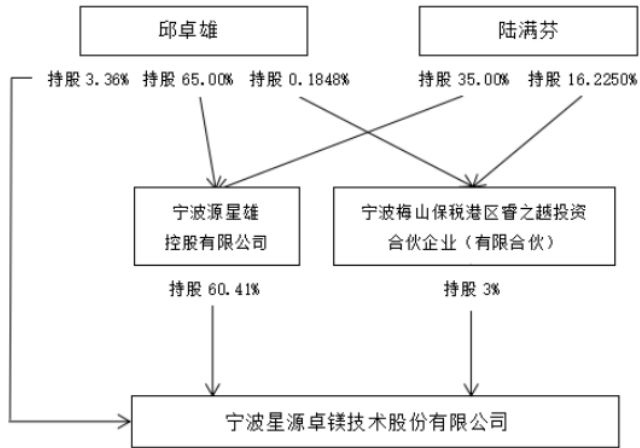 邱卓雄
陆满芬
持股 3.36% 持股 65.00% 持股 0.1848%
持股 35.00% 持股 16.2250%
宁波源星雄
控股有限公司
宁波梅山保税港区睿之越投资
合伙企业（有限合伙）
持股 60.41%
持股 3%
宁波星源卓镁技术股份有限公司